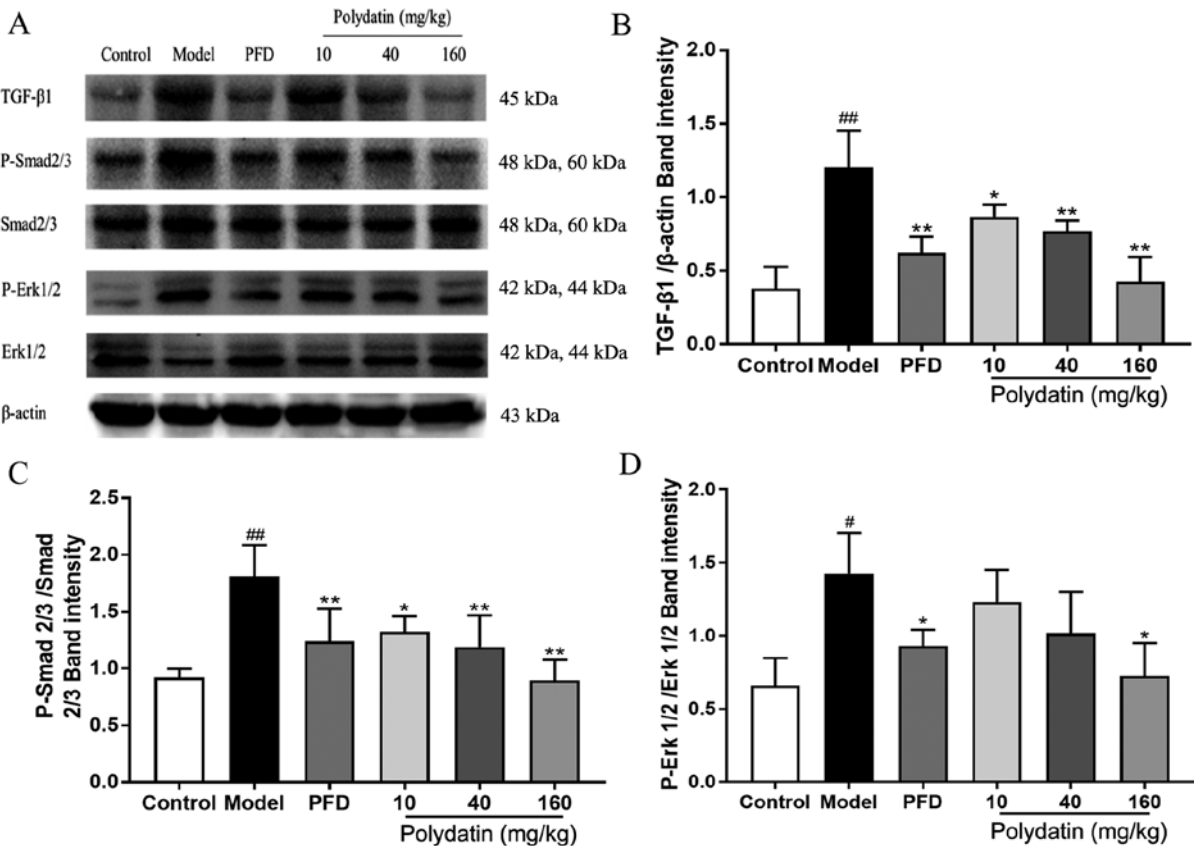 A
Polydatin (mg/kg)
Control Model PFD 10 40 160
TGF-β1 45 kDa
P-Smad2/3 48 kDa, 60 kDa
Smad2/3 48 kDa, 60 kDa
P-Erk1/2 42 kDa, 44 kDa
Erk1/2 42 kDa, 44 kDa
β-actin 43 kDa
B
TGF-β1 /β-actin Band intensity
2.0
1.5
1.0
0.5
0.0
##
**
*
**
**
Control Model PFD 10 40 160
Polydatin (mg/kg)
C
P-Smad 2/3 /Smad
2/3 Band intensity
2.5
2.0
1.5
1.0
0.5
0.0
##
**
*
**
**
Control Model PFD 10 40 160
Polydatin (mg/kg)
D
P-Erk 1/2 /Erk 1/2 Band intensity
2.0
1.5
1.0
0.5
0.0
#
*
*
Control Model PFD 10 40 160
Polydatin (mg/kg)